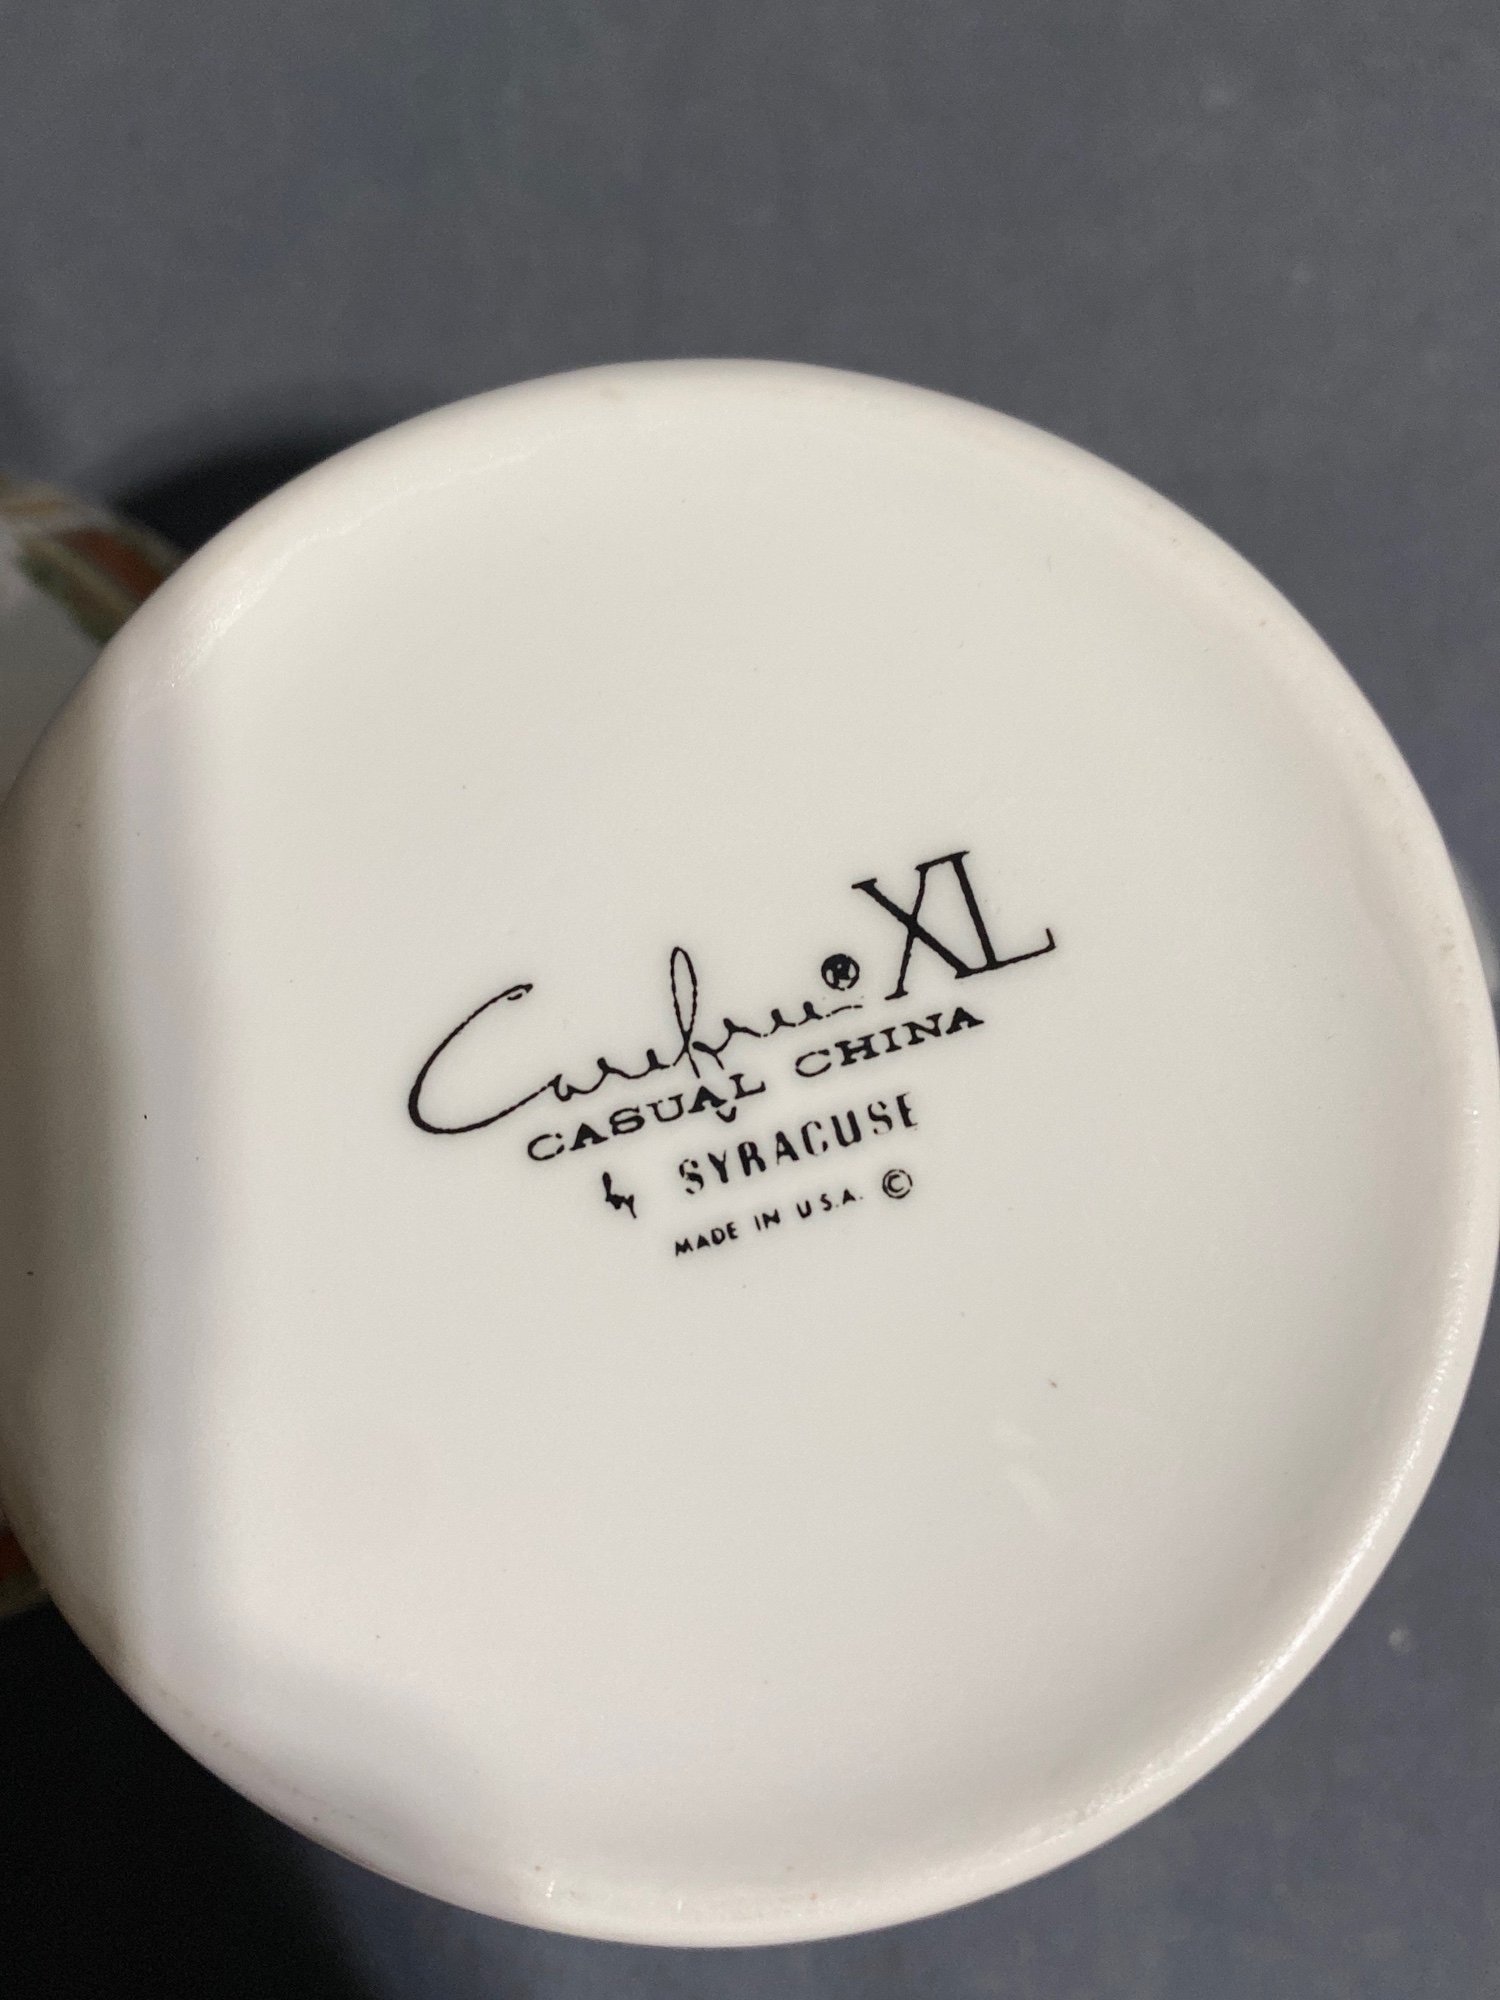 Carefree® XL
CASUAL CHINA
by SYRACUSE
MADE IN U.S.A. ©